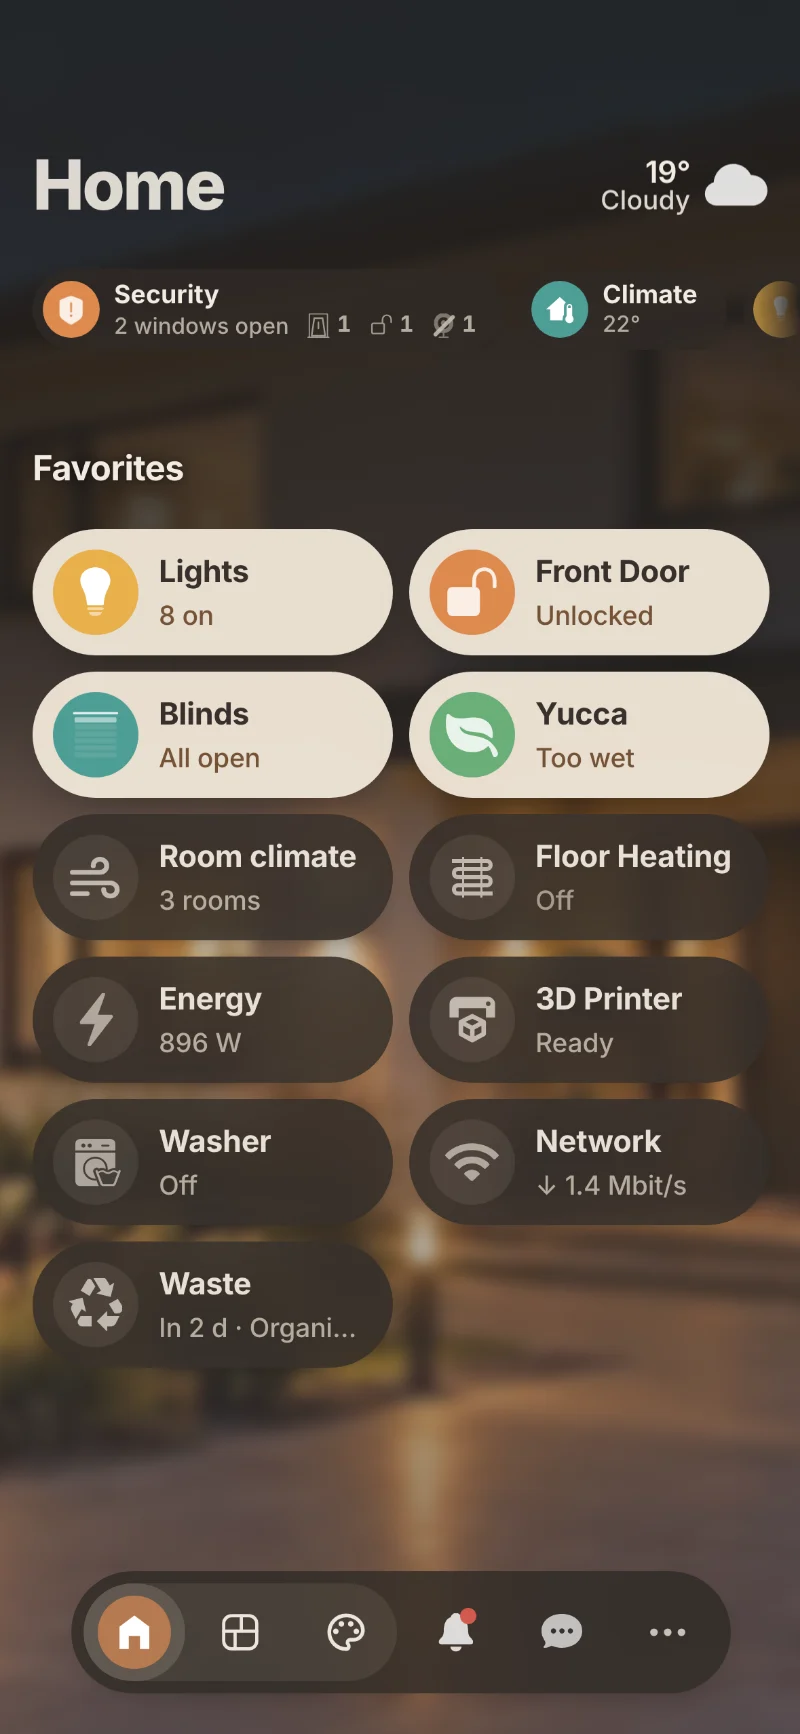 Home
19°
Cloudy
Security
2 windows open 1 1 1
Climate
22°
Favorites
Lights
8 on
Front Door
Unlocked
Blinds
All open
Yucca
Too wet
Room climate
3 rooms
Floor Heating
Off
Energy
896 W
3D Printer
Ready
Washer
Off
Network
↓ 1.4 Mbit/s
Waste
In 2 d · Organi...